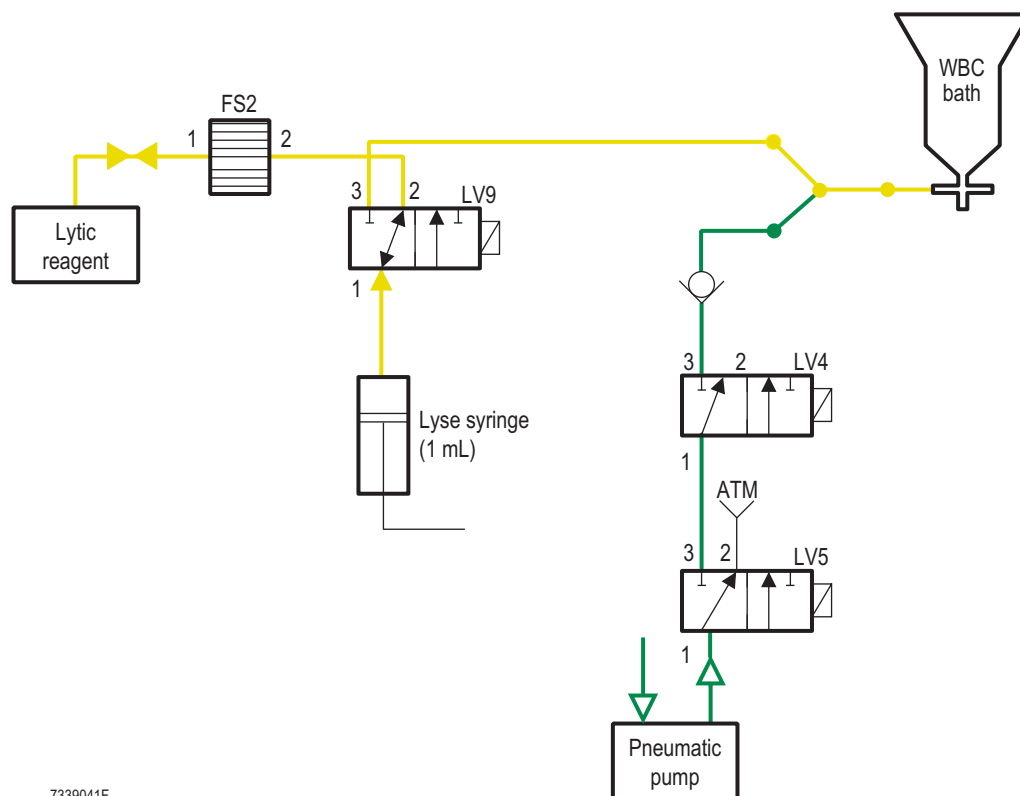 WBC
bath
FS2
1
2
3
2
LV9
Lytic
reagent
1
Lyse syringe
(1 mL)
3
2
LV4
1
ATM
3
2
LV5
1
Pneumatic
pump
7339041F